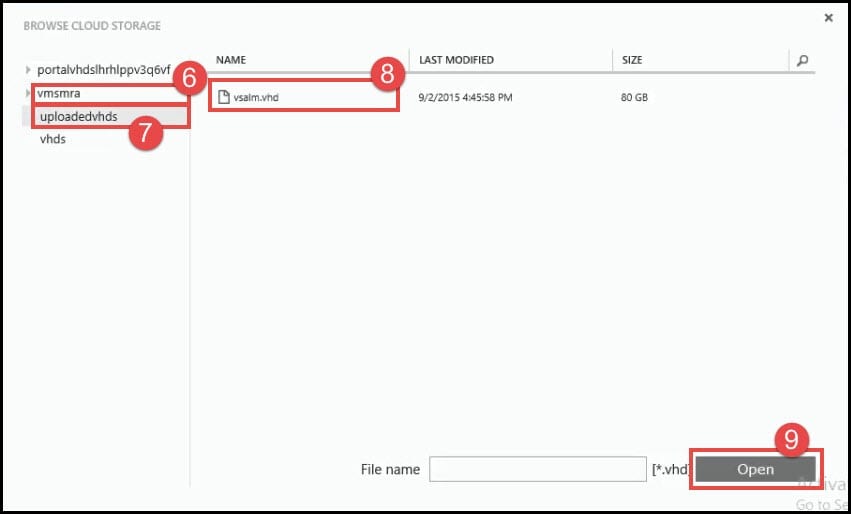 BROWSE CLOUD STORAGE
NAME LAST MODIFIED SIZE
portalvhdslhrhlppv3q6vf
6
vmsmra
8
vsalm.vhd 9/2/2015 4:45:58 PM 80 GB
uploadedvhds
7
vhds
9
File name [*.vhd] Open
Activa
Go to Se